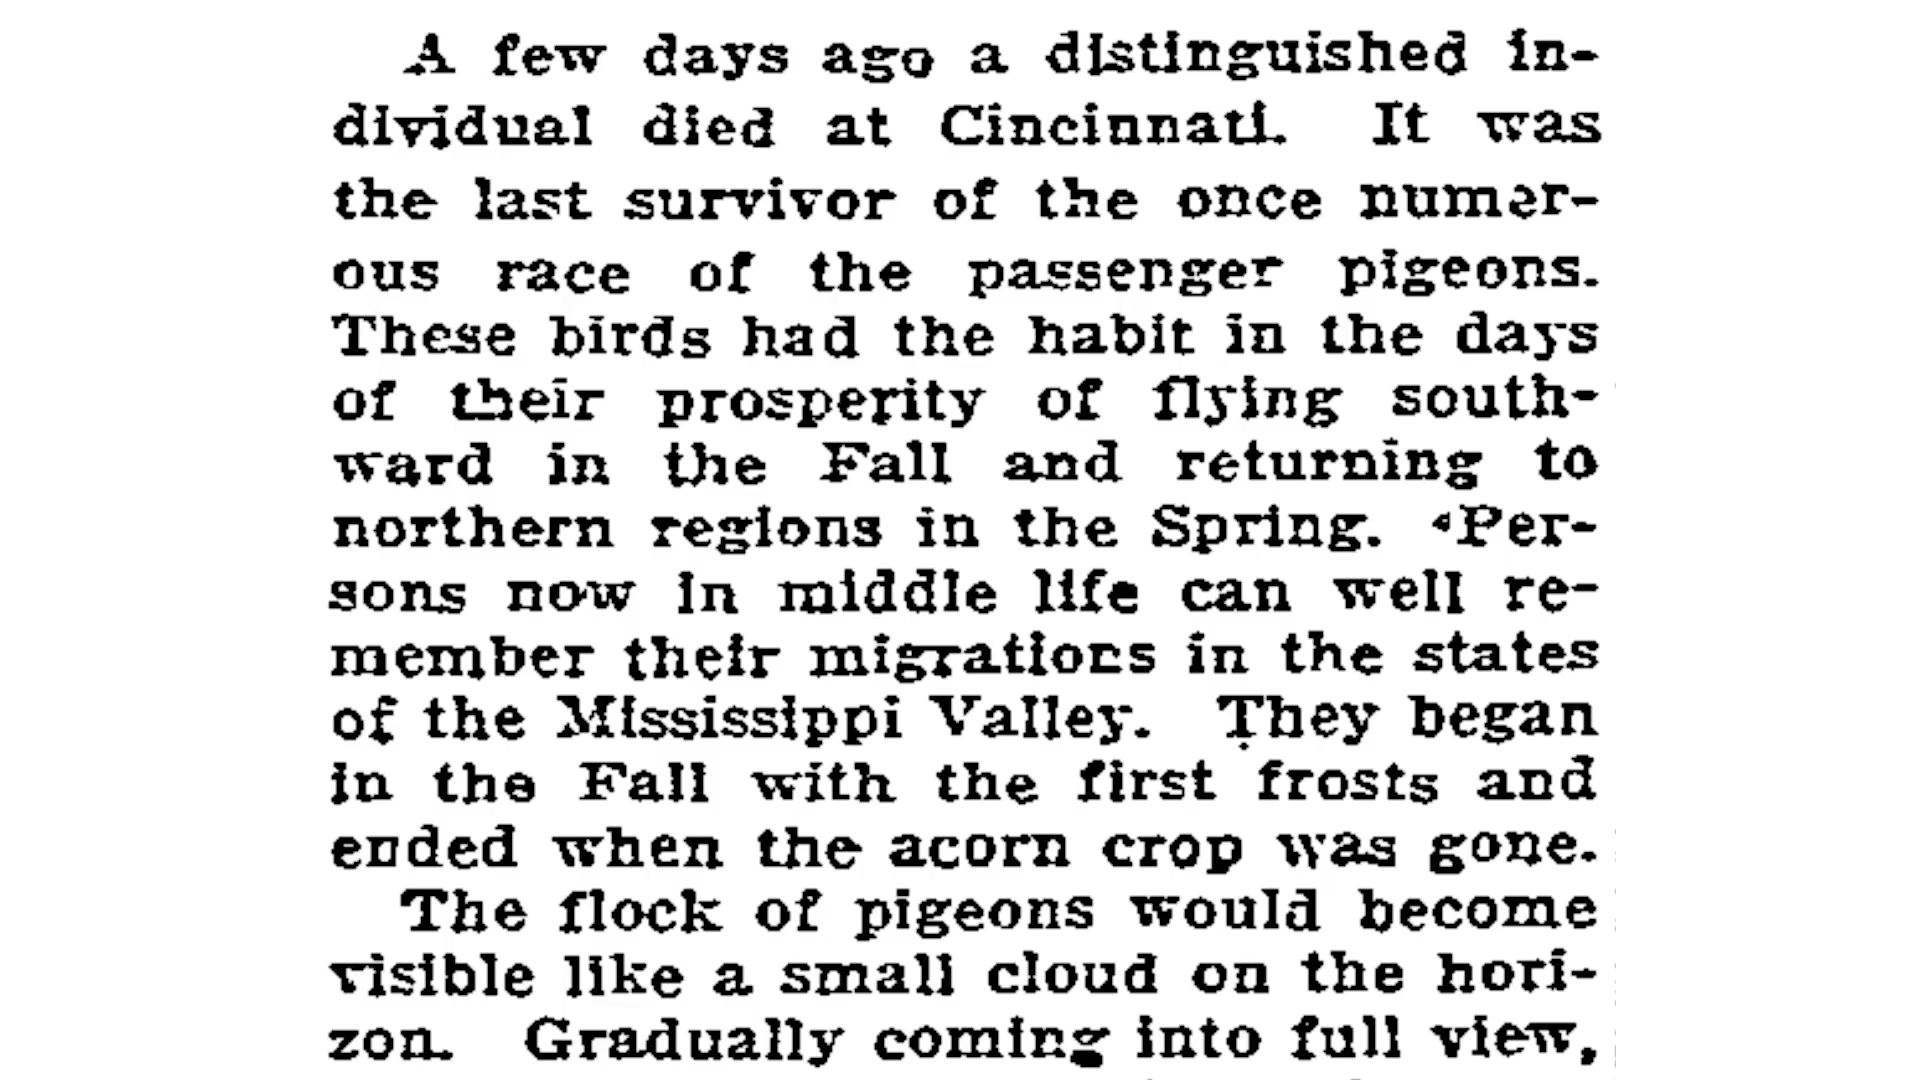 A few days ago a distinguished in-
dividual died at Cincinnati. It was
the last survivor of the once numer-
ous race of the passenger pigeons.
These birds had the habit in the days
of their prosperity of flying south-
ward in the Fall and returning to
northern regions in the Spring. Per-
sons now in middle life can well re-
member their migrations in the states
of the Mississippi Valley. They began
in the Fall with the first frosts and
ended when the acorn crop was gone.
The flock of pigeons would become
visible like a small cloud on the hori-
zon. Gradually coming into full view,